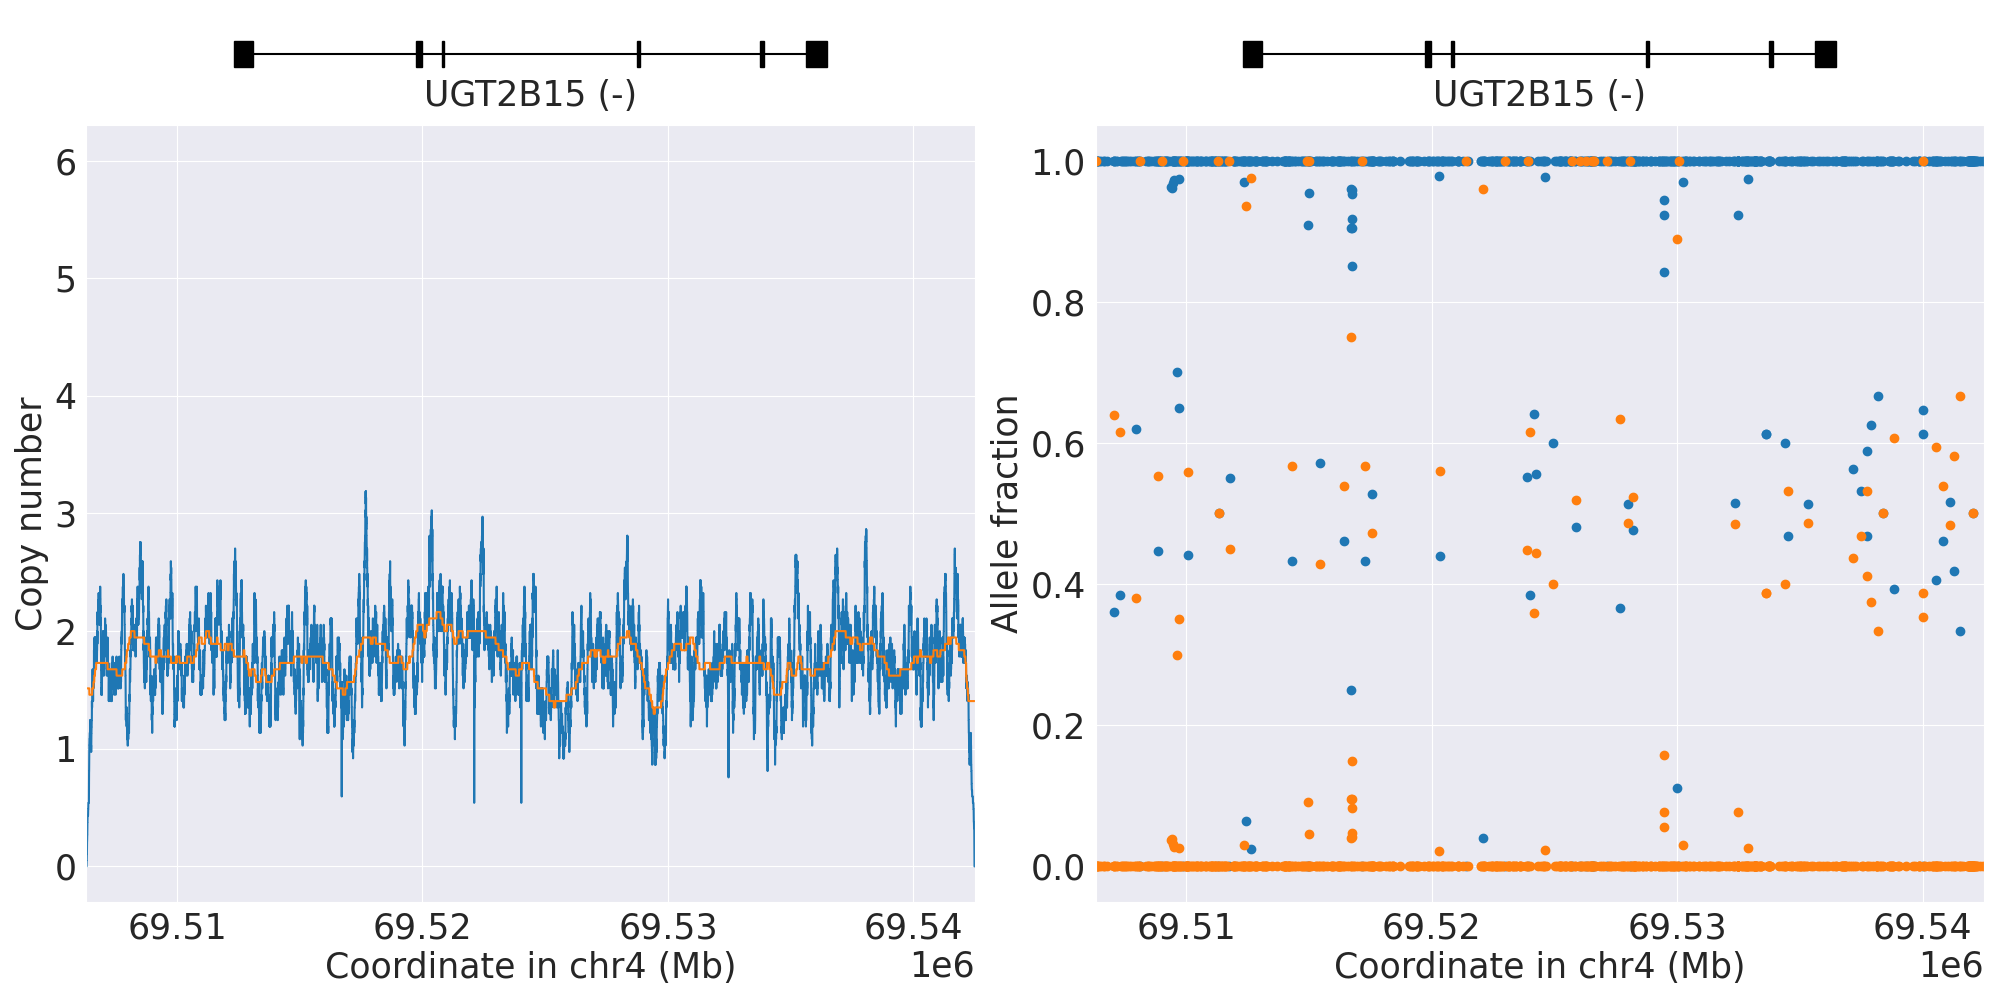 UGT2B15 (-)
6
5
4
3
2
1
0
Copy number
69.51 69.52 69.53 69.54
Coordinate in chr4 (Mb)
1e6
UGT2B15 (-)
1.0
0.8
0.6
0.4
0.2
0.0
Allele fraction
69.51 69.52 69.53 69.54
Coordinate in chr4 (Mb)
1e6